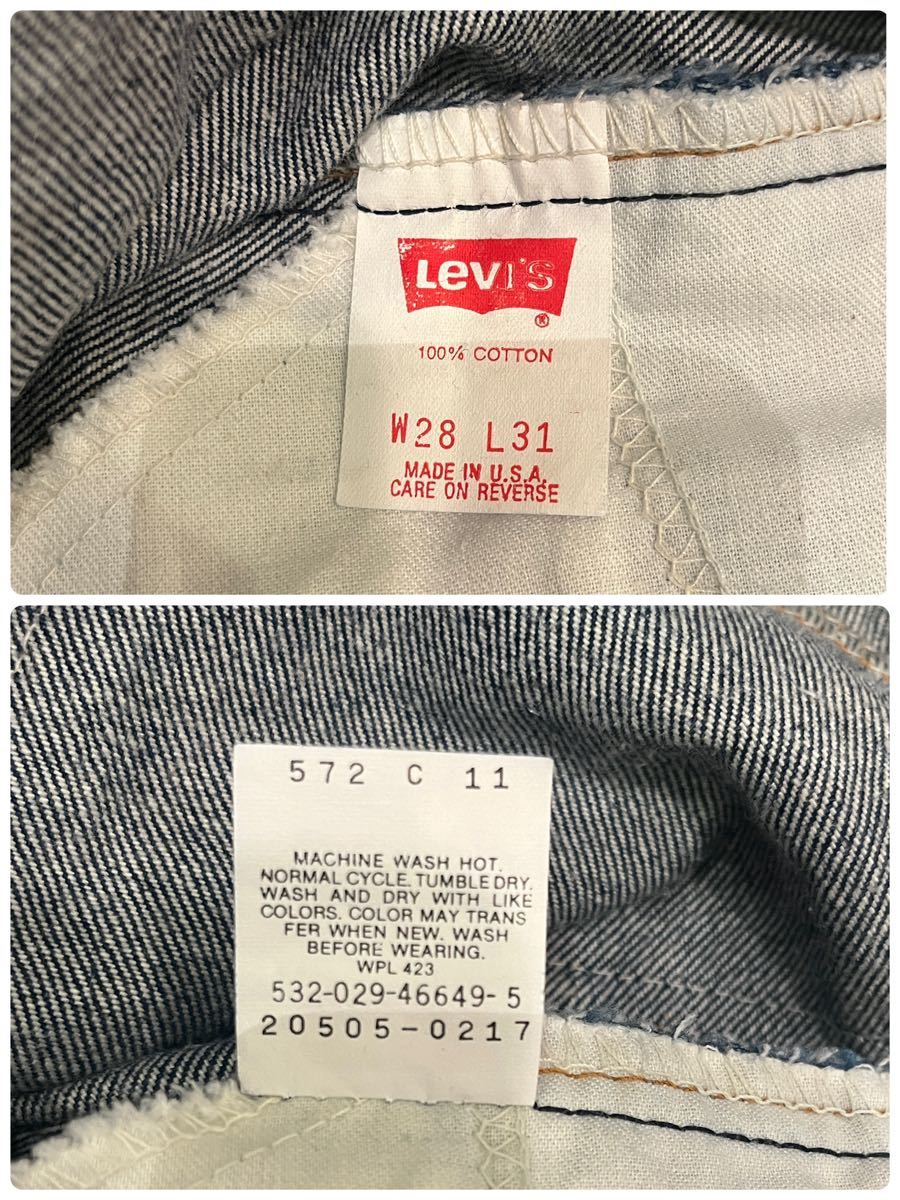 Levi's
®
100% COTTON
W28 L31
MADE IN U.S.A.
CARE ON REVERSE
572 C 11
MACHINE WASH HOT.
NORMAL CYCLE. TUMBLE DRY.
WASH AND DRY WITH LIKE
COLORS. COLOR MAY TRANS
FER WHEN NEW. WASH
BEFORE WEARING.
WPL 423
532-029-46649-5
20505-0217